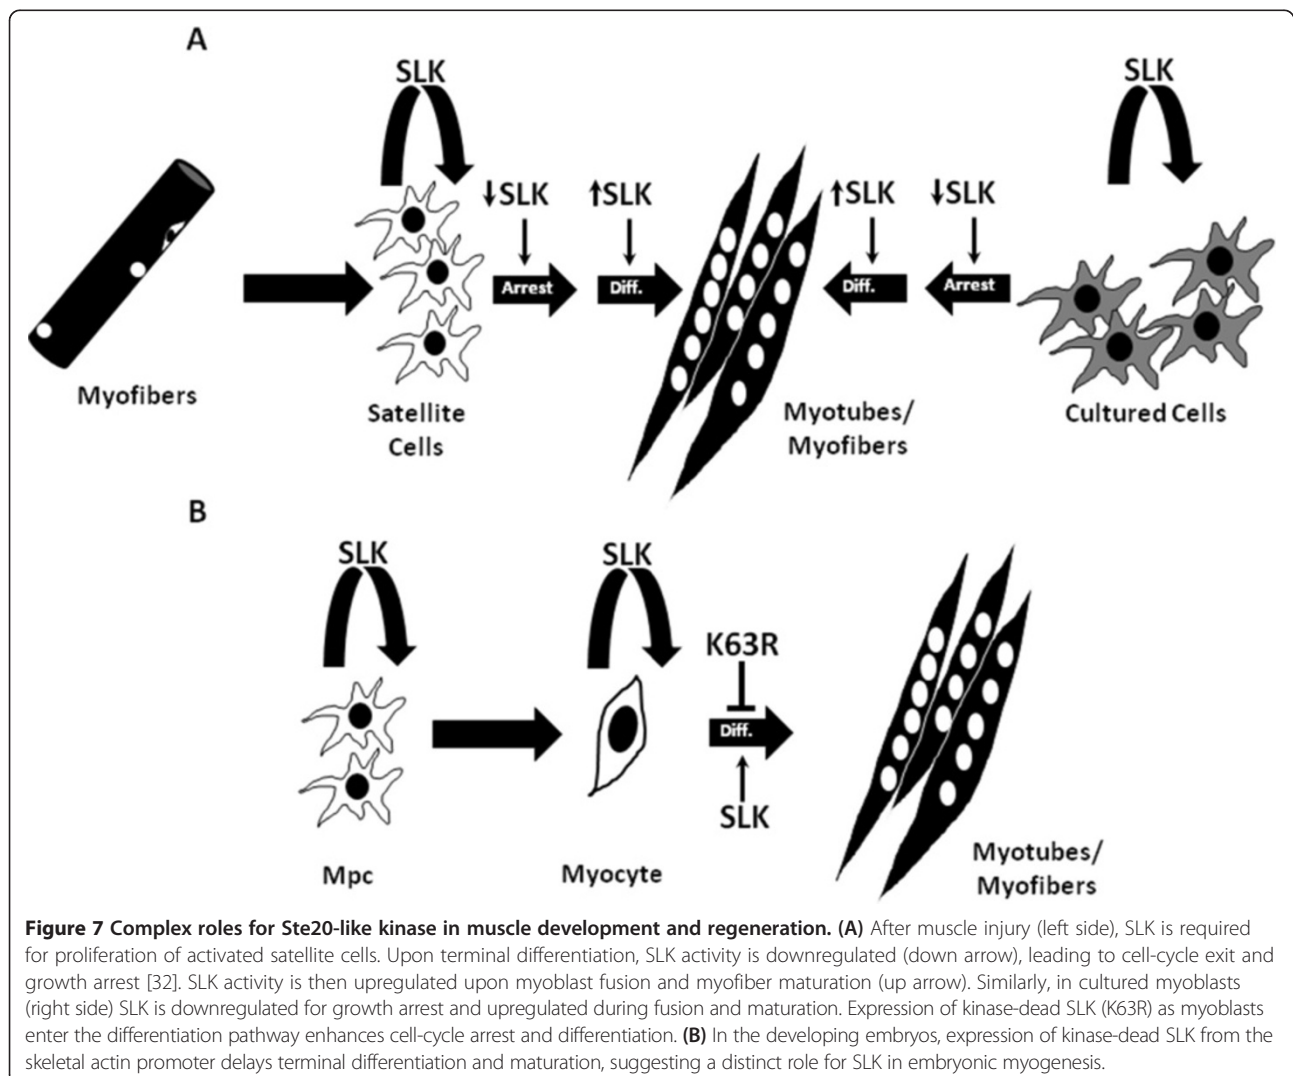 A
SLK
SLK
↓SLK
↑SLK
↑SLK
↓SLK
Arrest
Diff.
Diff.
Arrest
Myofibers
Satellite
Cells
Myotubes/
Myofibers
Cultured Cells
B
SLK
SLK
K63R
Diff.
SLK
Mpc
Myocyte
Myotubes/
Myofibers
Figure 7 Complex roles for Ste20-like kinase in muscle development and regeneration. (A) After muscle injury (left side), SLK is required
for proliferation of activated satellite cells. Upon terminal differentiation, SLK activity is downregulated (down arrow), leading to cell-cycle exit and
growth arrest [32]. SLK activity is then upregulated upon myoblast fusion and myofiber maturation (up arrow). Similarly, in cultured myoblasts
(right side) SLK is downregulated for growth arrest and upregulated during fusion and maturation. Expression of kinase-dead SLK (K63R) as myoblasts
enter the differentiation pathway enhances cell-cycle arrest and differentiation. (B) In the developing embryos, expression of kinase-dead SLK from the
skeletal actin promoter delays terminal differentiation and maturation, suggesting a distinct role for SLK in embryonic myogenesis.